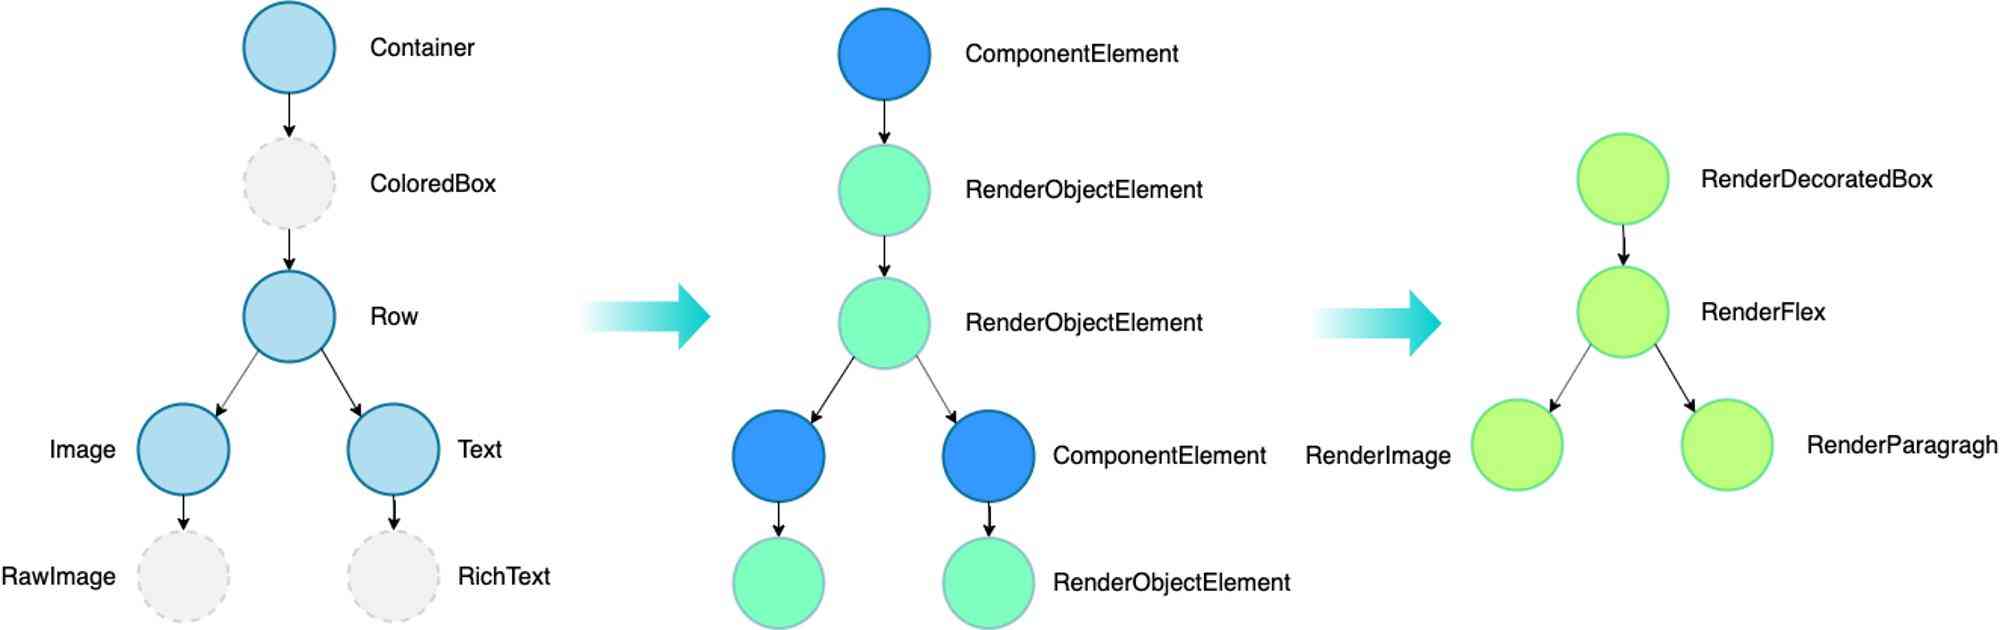 Container
ColoredBox
Row
Image
Text
RawImage
RichText
ComponentElement
RenderObjectElement
RenderObjectElement
ComponentElement
RenderObjectElement
RenderDecoratedBox
RenderFlex
RenderImage
RenderParagragh